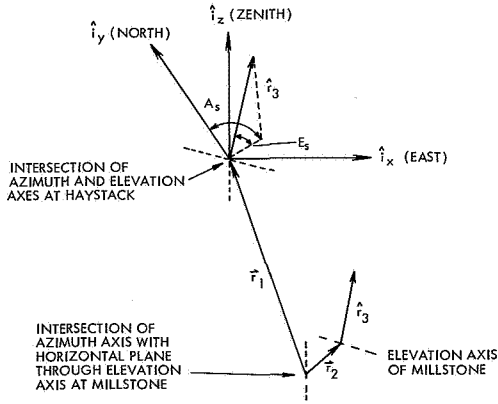 î_z (ZENITH)
î_y (NORTH)
r̂_3
A_s
E_s
î_x (EAST)
INTERSECTION OF
AZIMUTH AND ELEVATION
AXES AT HAYSTACK
r⃗_1
r̂_3
INTERSECTION OF
AZIMUTH AXIS WITH
HORIZONTAL PLANE
THROUGH ELEVATION
AXIS AT MILLSTONE
r⃗_2
ELEVATION AXIS
OF MILLSTONE